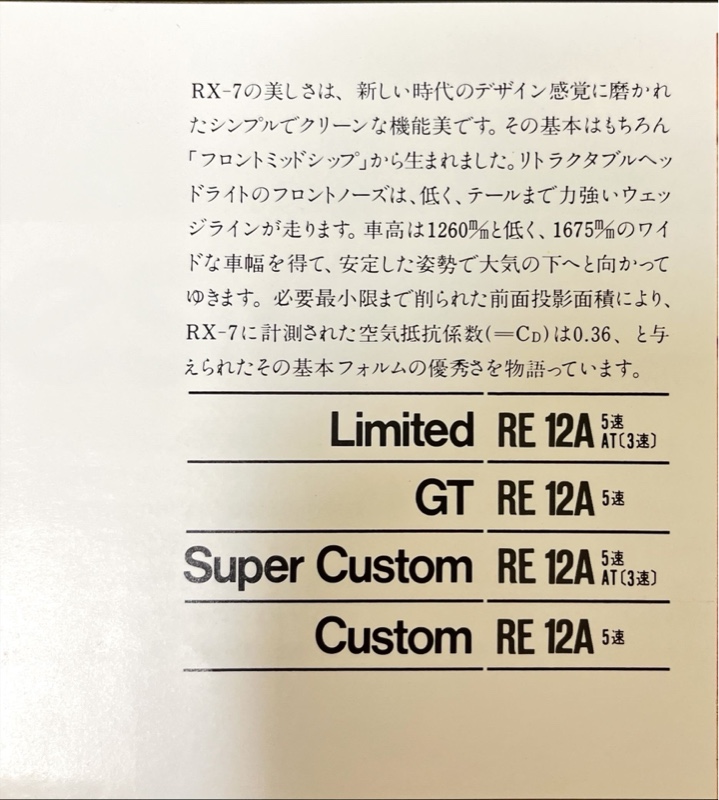 RX-7の美しさは、新しい時代のデザイン感覚に磨かれ
たシンプルでクリーンな機能美です。その基本はもちろん
「フロントミッドシップ」から生まれました。リトラクタブルヘッ
ドライトのフロントノーズは、低く、テールまで力強いウェッ
ジラインが走ります。車高は1260m/mと低く、1675m/mのワイ
ドな車幅を得て、安定した姿勢で大気の下へと向かって
ゆきます。必要最小限まで削られた前面投影面積により、
RX-7に計測された空気抵抗係数(=CD)は0.36、と与
えられたその基本フォルムの優秀さを物語っています。
Limited RE 12A 5速 AT〔3速〕
GT RE 12A 5速
Super Custom RE 12A 5速 AT〔3速〕
Custom RE 12A 5速